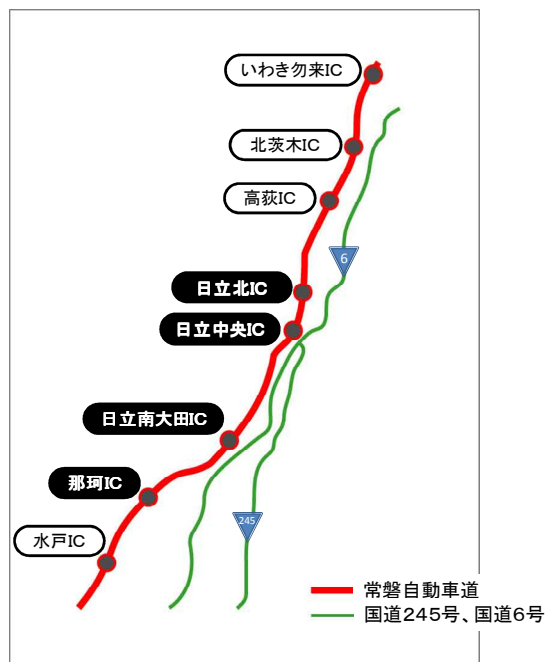 いわき勿来IC
北茨木IC
高荻IC
6
日立北IC
日立中央IC
日立南大田IC
那珂IC
245
水戸IC
常磐自動車道
国道245号、国道6号